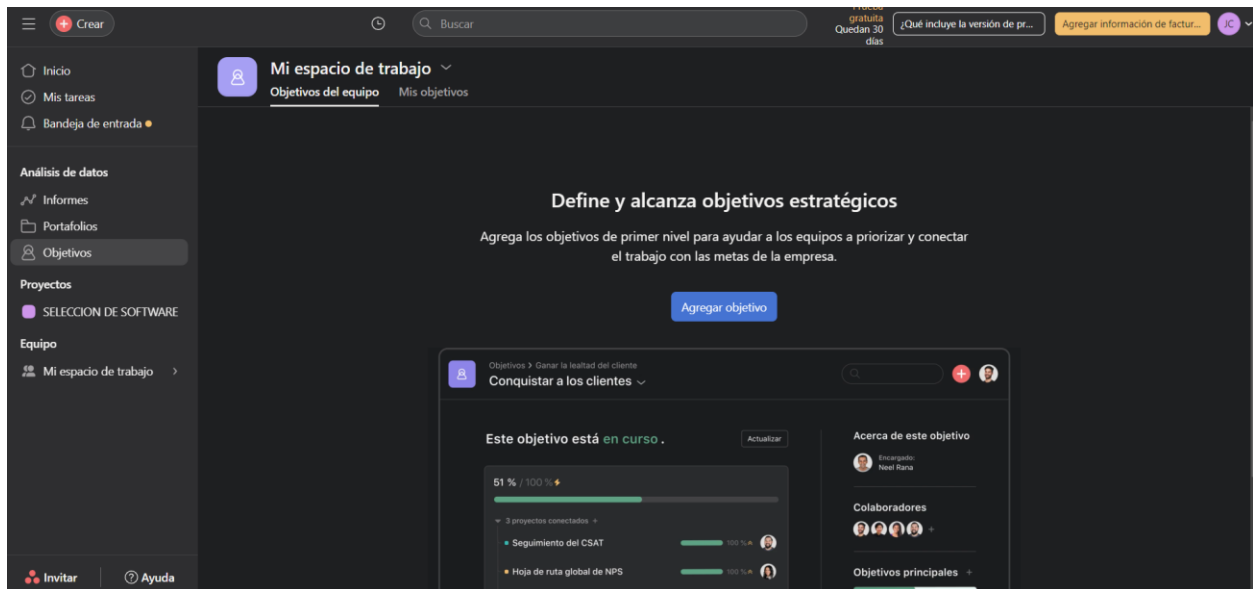 Crear
Buscar
Prueba
gratuita
Quedan 30
días
¿Qué incluye la versión de pr...
Agregar información de factur...
JC
Inicio
Mis tareas
Bandeja de entrada
Análisis de datos
Informes
Portafolios
Objetivos
Proyectos
SELECCION DE SOFTWARE
Equipo
Mi espacio de trabajo
Invitar
Ayuda
Mi espacio de trabajo
Objetivos del equipo
Mis objetivos
Define y alcanza objetivos estratégicos
Agrega los objetivos de primer nivel para ayudar a los equipos a priorizar y conectar
el trabajo con las metas de la empresa.
Agregar objetivo
Objetivos > Ganar la lealtad del cliente
Conquistar a los clientes
Este objetivo está en curso.
Actualizar
51 % / 100 %
3 proyectos conectados +
Seguimiento del CSAT
100 %
Hoja de ruta global de NPS
100 %
Acerca de este objetivo
Encargado:
Neel Rana
Colaboradores
Objetivos principales +